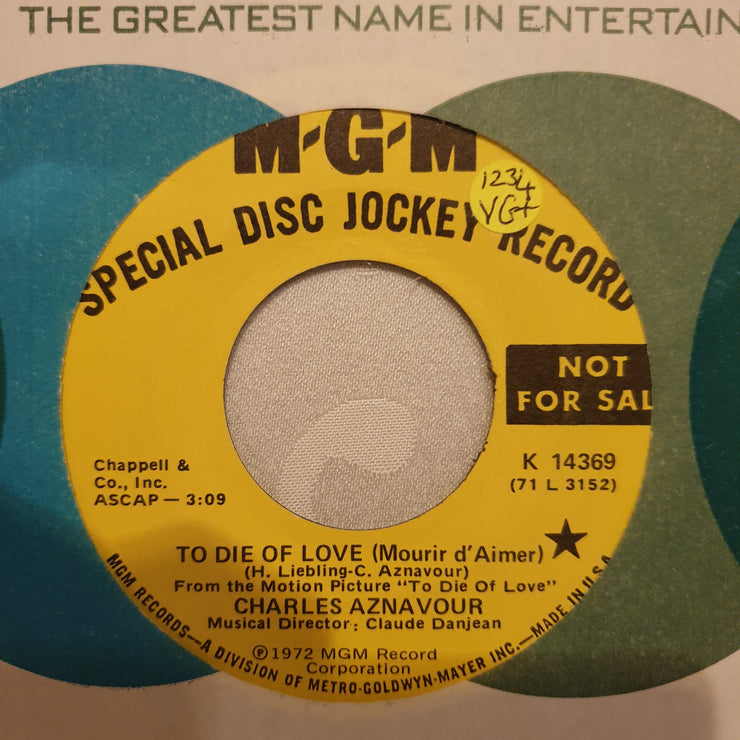 THE GREATEST NAME IN ENTERTAIN
M-G-M
1234
VG+
SPECIAL DISC JOCKEY RECORD
NOT
FOR SAL
Chappell &
Co., Inc.
ASCAP — 3:09
K 14369
(71 L 3152)
TO DIE OF LOVE (Mourir d'Aimer)
(H. Liebling-C. Aznavour)
From the Motion Picture "To Die Of Love"
CHARLES AZNAVOUR
Musical Director: Claude Danjean
℗1972 MGM Record
Corporation
MGM RECORDS—A DIVISION OF METRO-GOLDWYN-MAYER INC.—MADE IN U.S.A